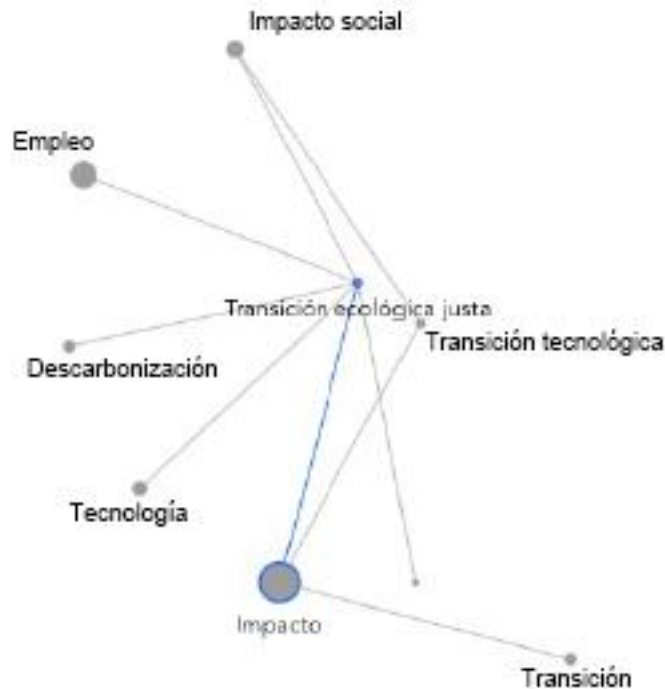 Impacto social
Empleo
Transición ecológica justa
Transición tecnológica
Descarbonización
Tecnología
Impacto
Transición